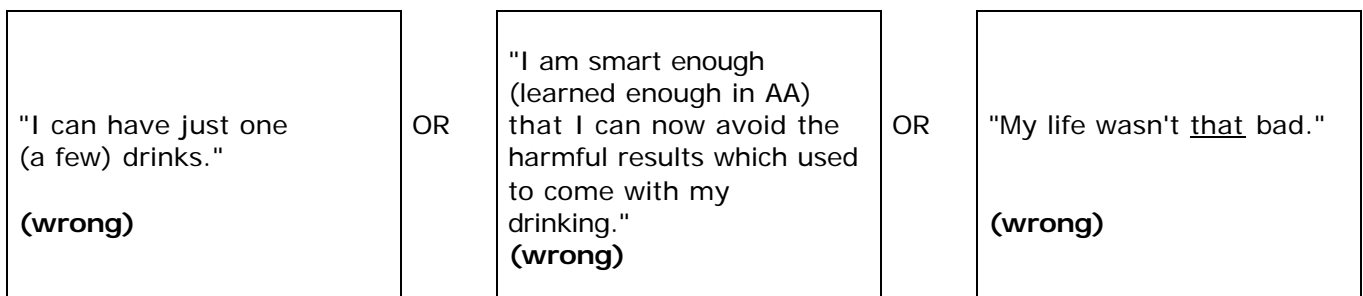 "I can have just one
(a few) drinks."
(wrong)
OR
"I am smart enough
(learned enough in AA)
that I can now avoid the
harmful results which used
to come with my
drinking."
(wrong)
OR
"My life wasn't that bad."
(wrong)